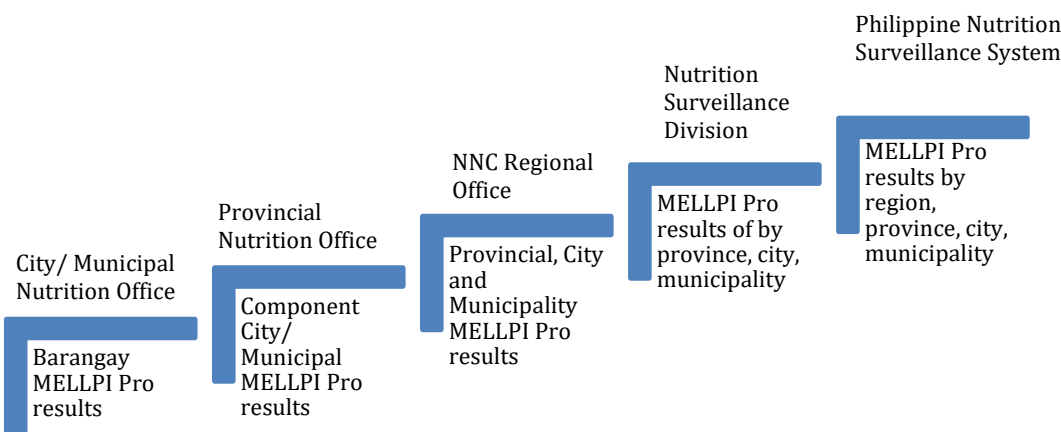 City/ Municipal
Nutrition Office
Barangay
MELLPI Pro
results
Provincial
Nutrition Office
Component
City/
Municipal
MELLPI Pro
results
NNC Regional
Office
Provincial, City
and
Municipality
MELLPI Pro
results
Nutrition
Surveillance
Division
MELLPI Pro
results of by
province, city,
municipality
Philippine Nutrition
Surveillance System
MELLPI Pro
results by
region,
province, city,
municipality